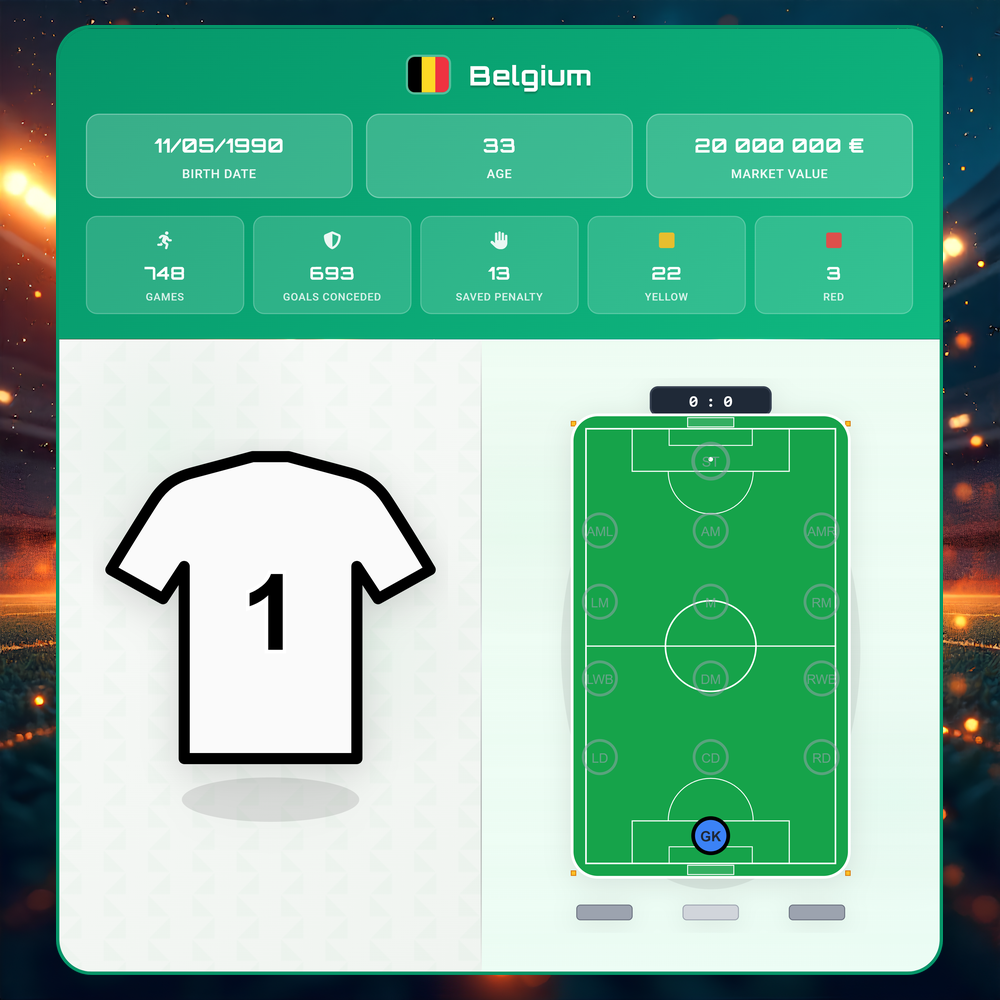 Belgium
11/05/1990
BIRTH DATE
33
AGE
20 000 000 €
MARKET VALUE
748
GAMES
693
GOALS CONCEDED
13
SAVED PENALTY
22
YELLOW
3
RED
1
0 : 0
ST
AML
AM
AMR
LM
M
RM
LWB
DM
RWB
LD
CD
RD
GK